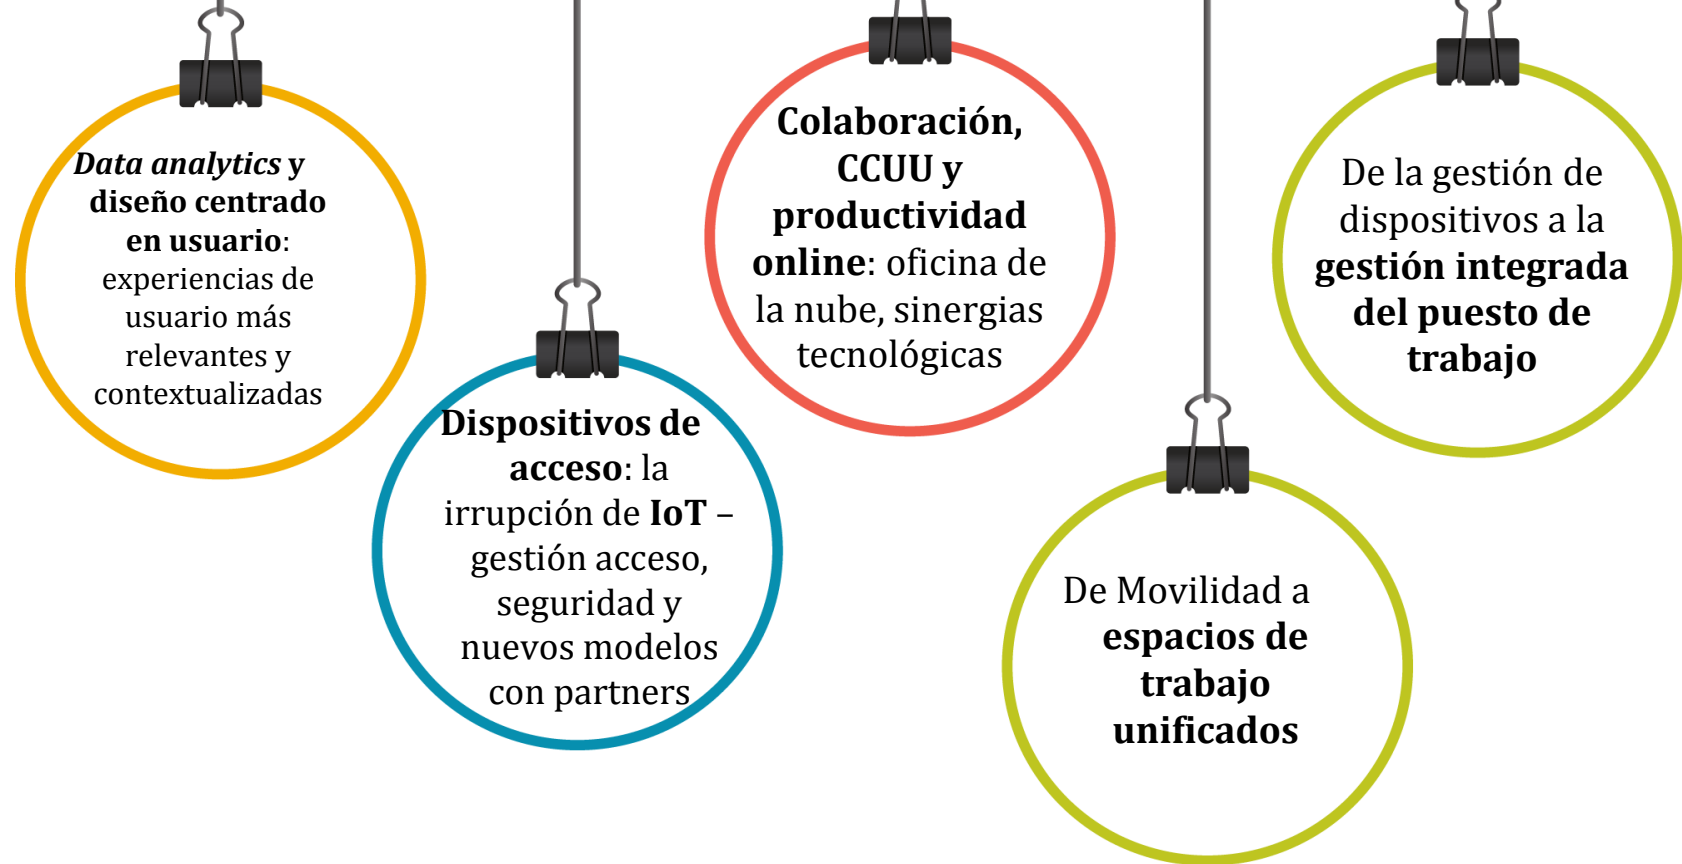 Data analytics y
diseño centrado
en usuario:
experiencias de
usuario más
relevantes y
contextualizadas
Dispositivos de
acceso: la
irrupción de IoT –
gestión acceso,
seguridad y
nuevos modelos
con partners
Colaboración,
CCUU y
productividad
online: oficina de
la nube, sinergias
tecnológicas
De Movilidad a
espacios de
trabajo
unificados
De la gestión de
dispositivos a la
gestión integrada
del puesto de
trabajo